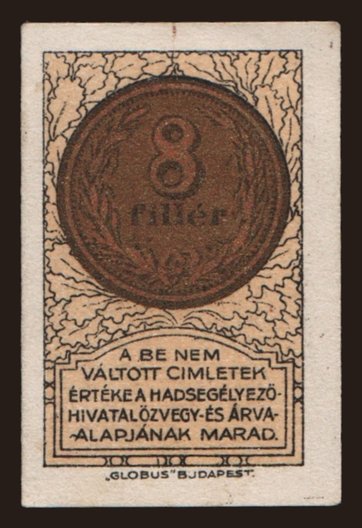 8
fillér
A BE NEM
VÁLTOTT CIMLETEK
ÉRTÉKE A HADSEGÉLYEZŐ-
HIVATAL ÖZVEGY-ÉS ÁRVA-
-ALAPJÁNAK MARAD.
„GLOBUS" BUDAPEST.